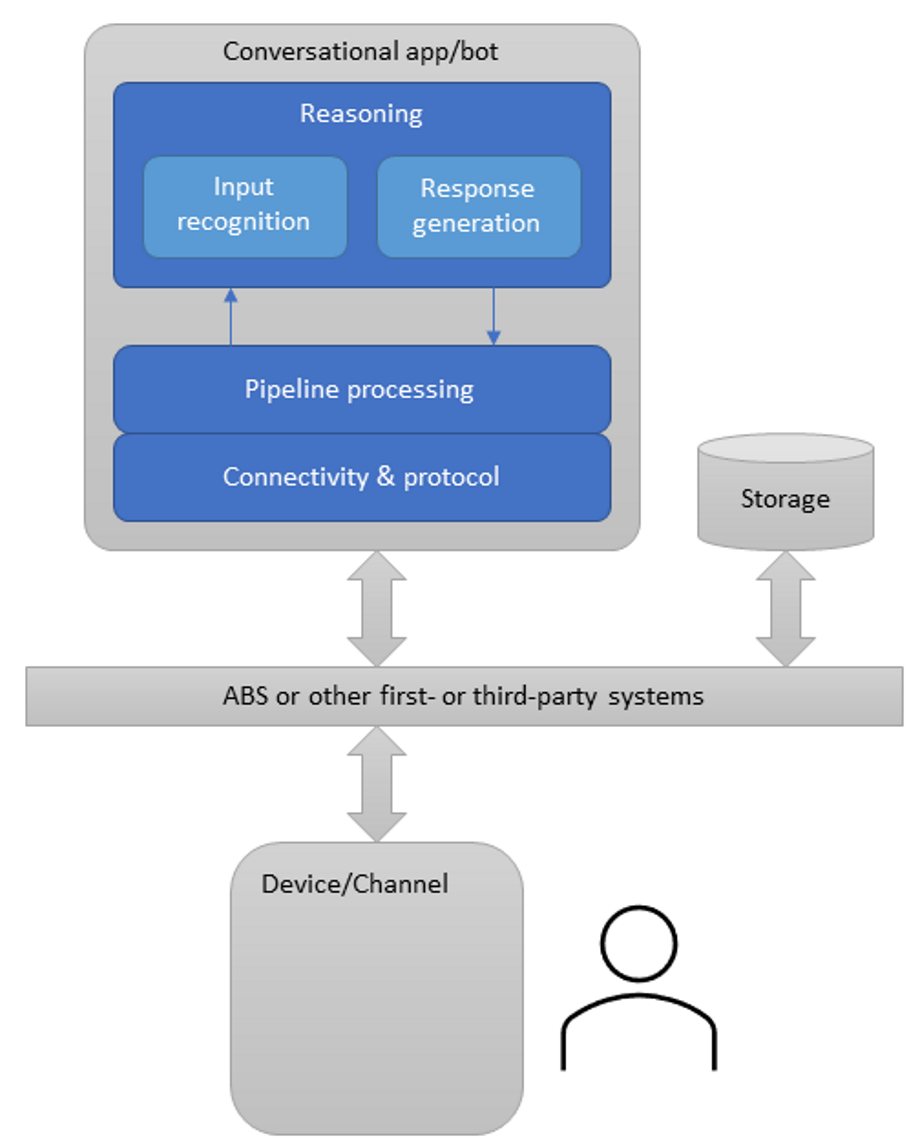 Conversational app/bot
Reasoning
Input
recognition
Response
generation
Pipeline processing
Connectivity & protocol
Storage
ABS or other first- or third-party systems
Device/Channel